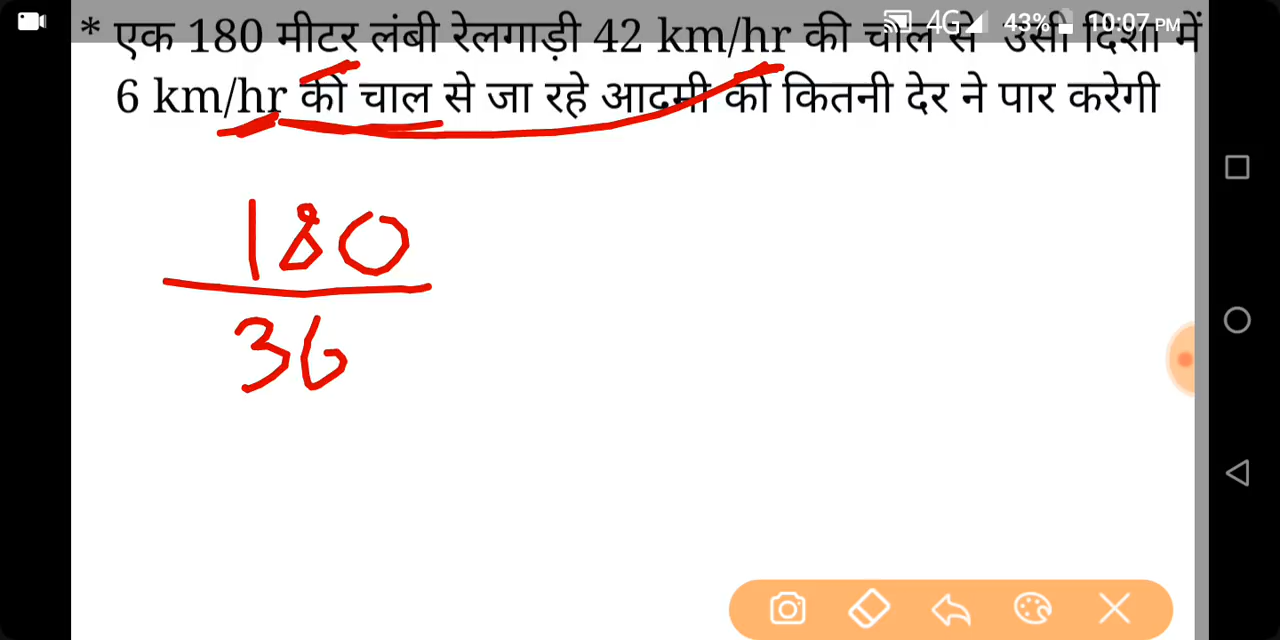 4G 43% 10:07 PM
* एक 180 मीटर लंबी रेलगाड़ी 42 km/hr की चाल से उसी दिशा में
6 km/hr की चाल से जा रहे आदमी को कितनी देर ने पार करेगी
180
36